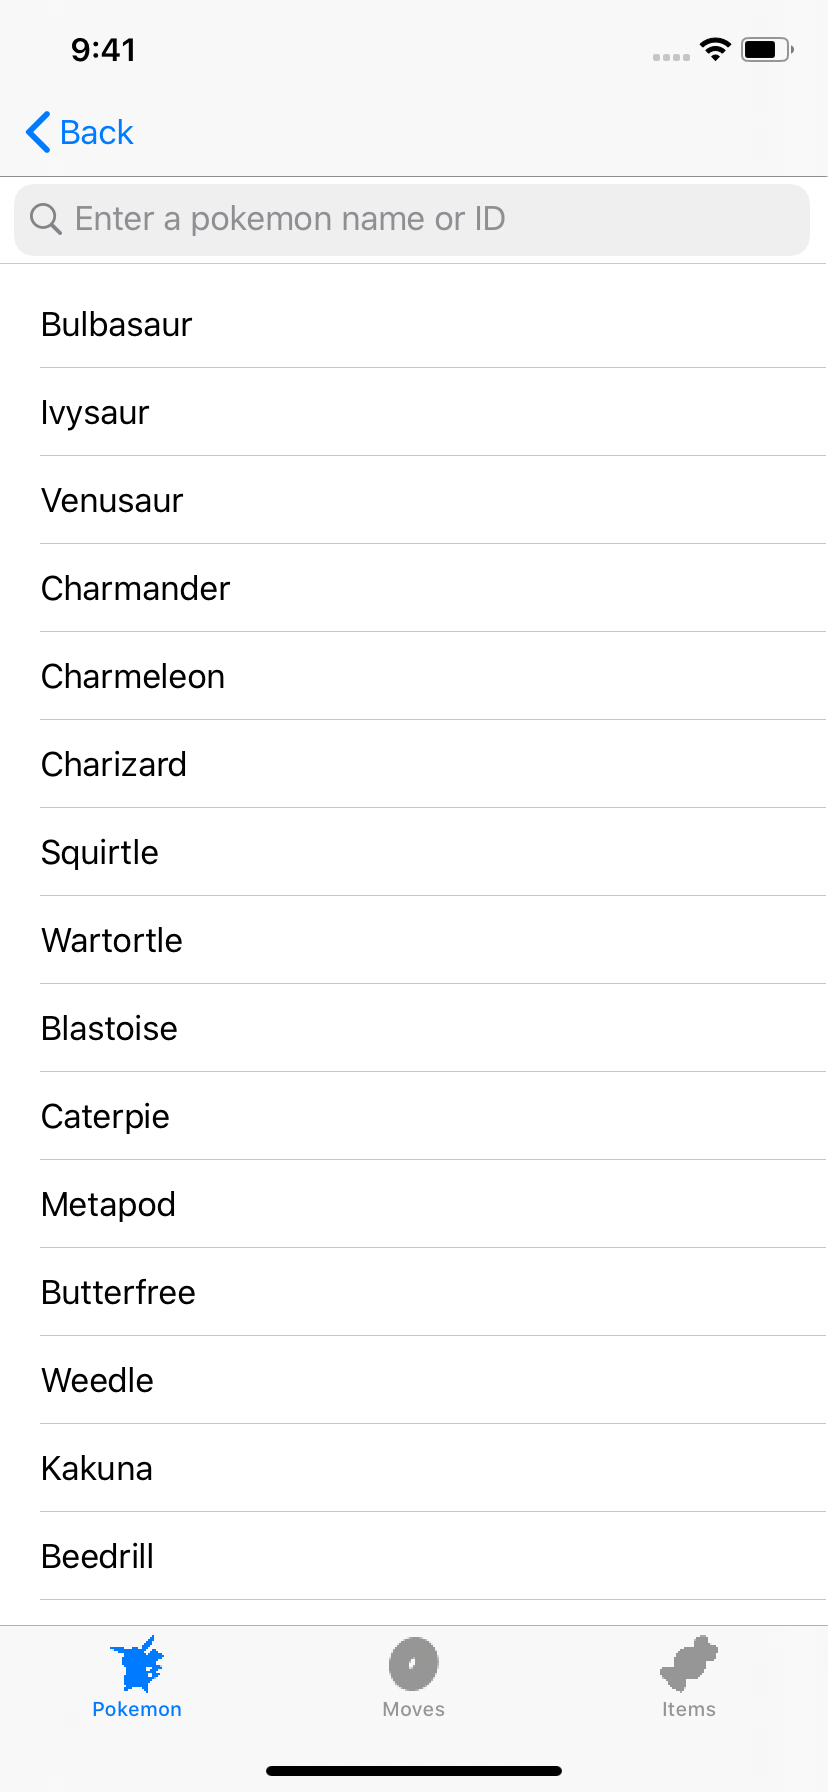 9:41
Back
Enter a pokemon name or ID
Bulbasaur
Ivysaur
Venusaur
Charmander
Charmeleon
Charizard
Squirtle
Wartortle
Blastoise
Caterpie
Metapod
Butterfree
Weedle
Kakuna
Beedrill
Pokemon Moves Items